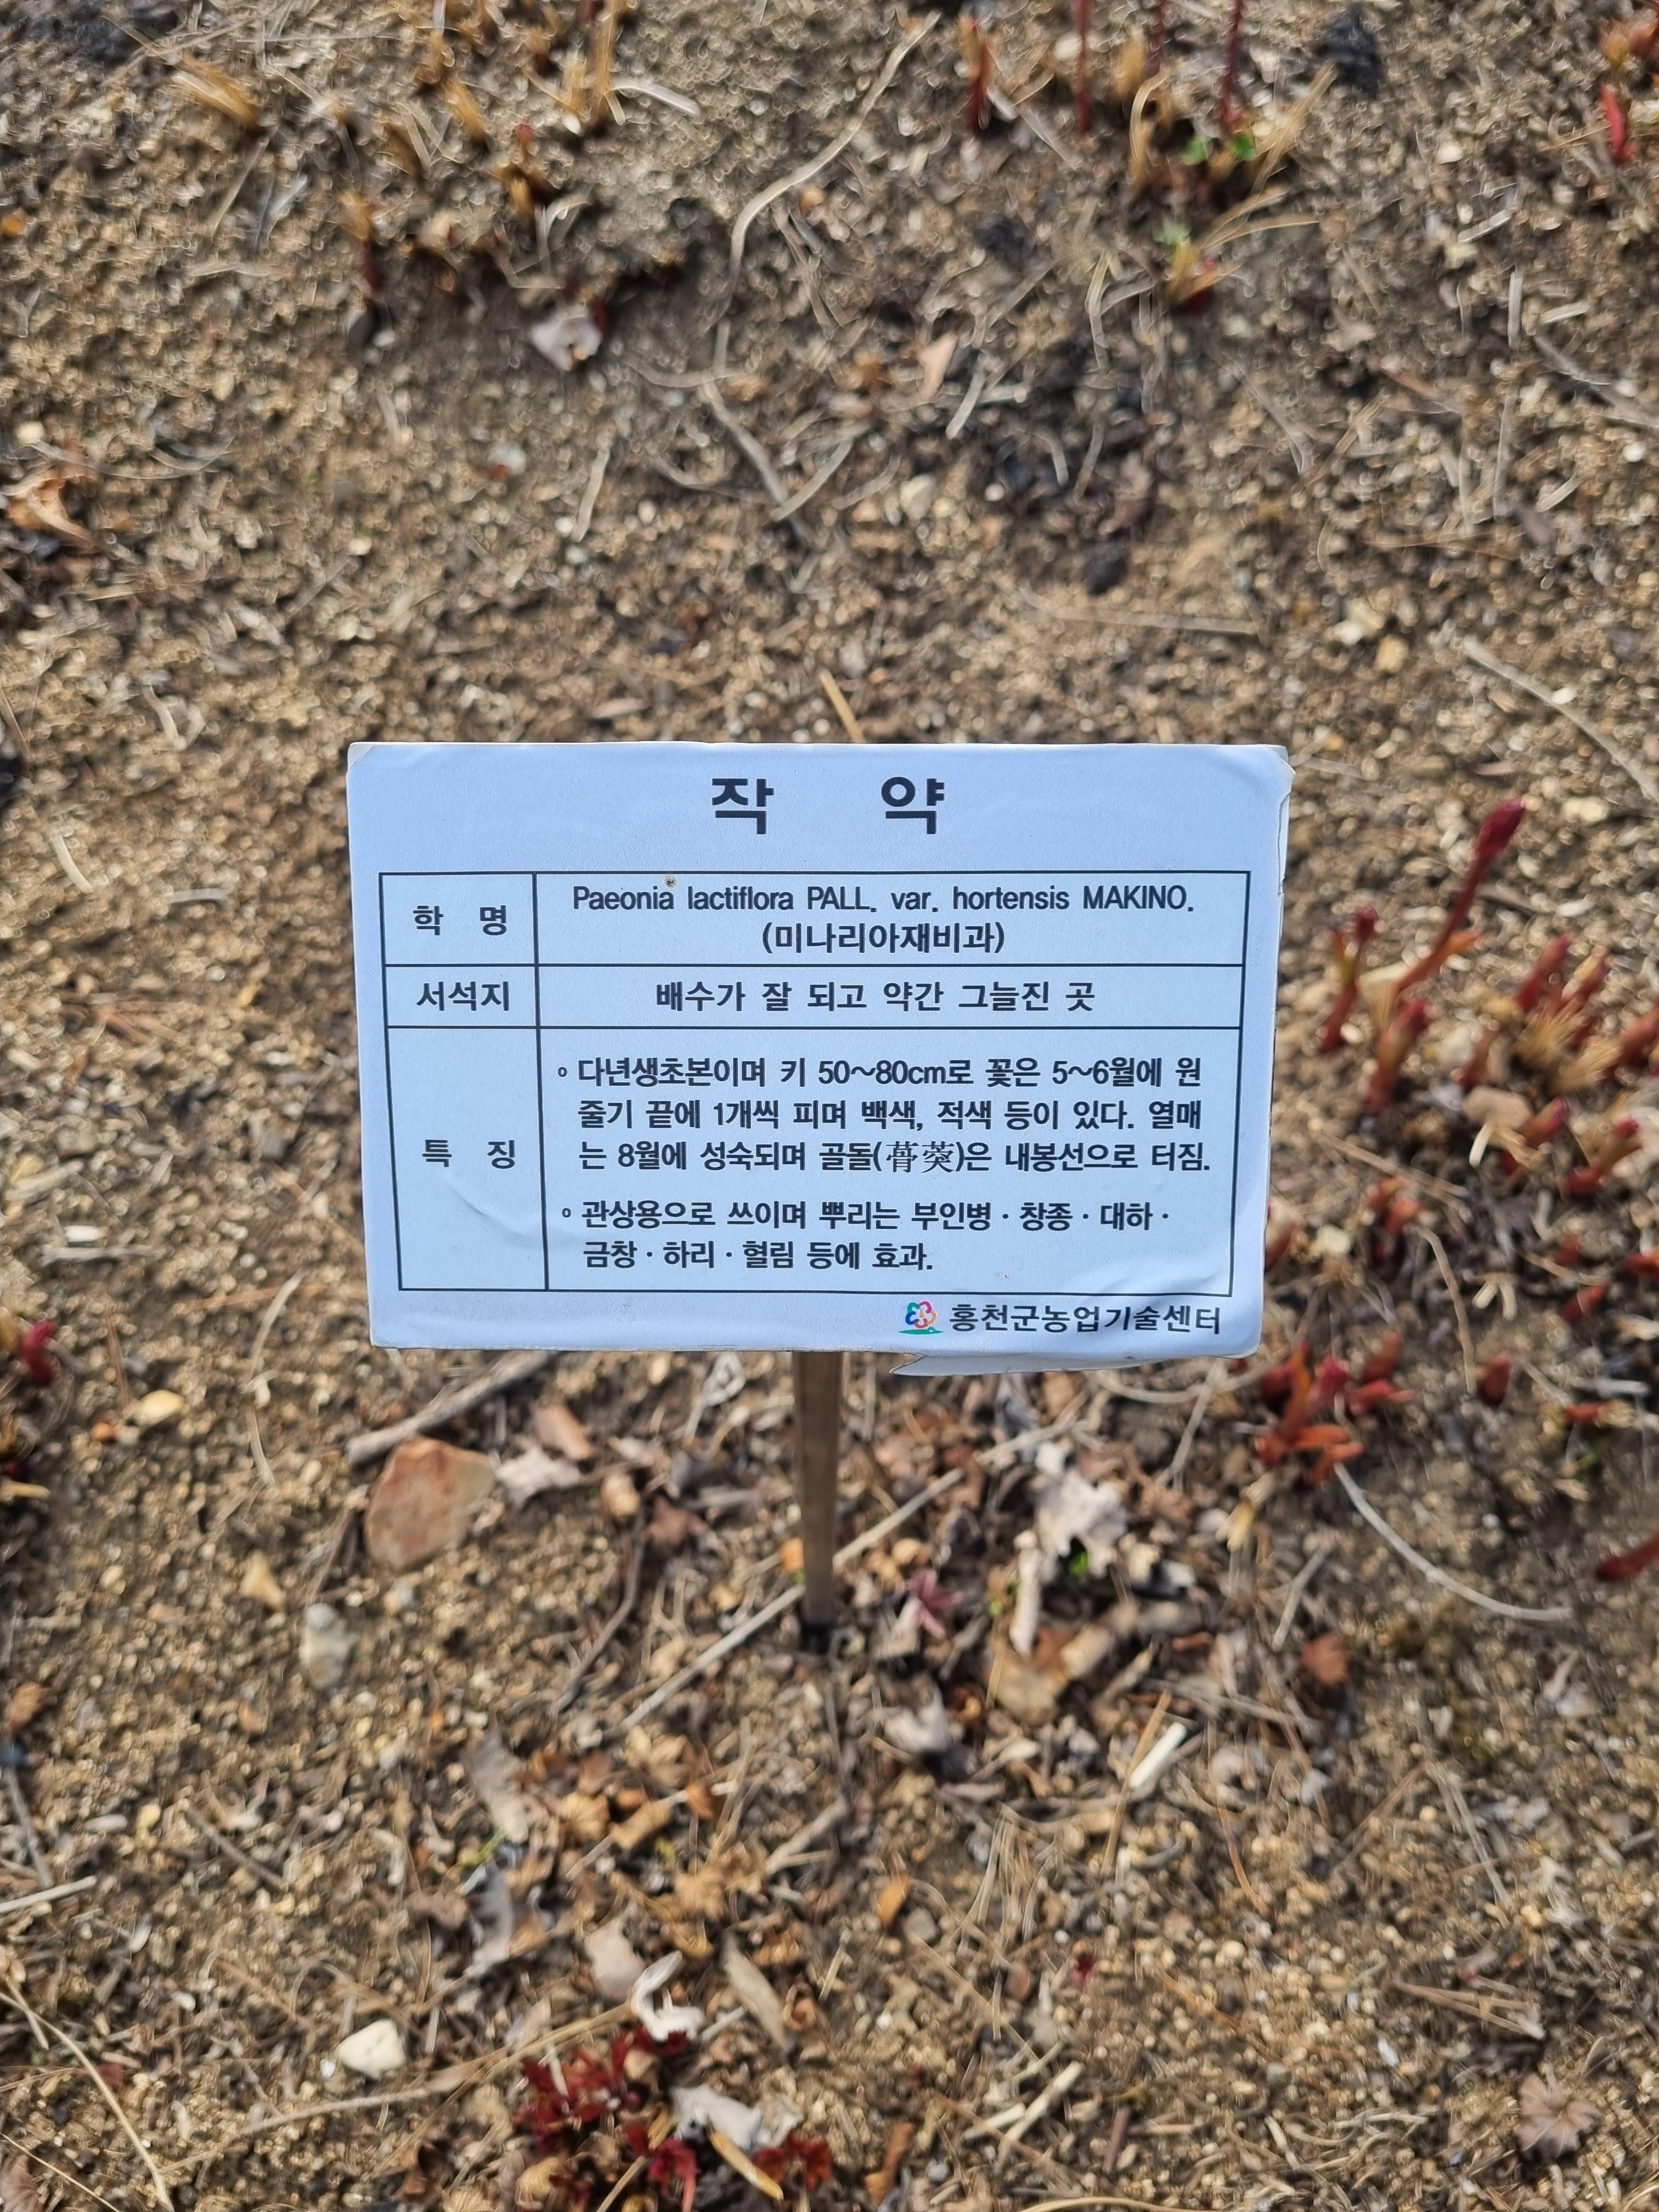 작 약
학 명
Paeonia lactiflora PALL. var. hortensis MAKINO.
(미나리아재비과)
서석지
배수가 잘 되고 약간 그늘진 곳
특 징
◦ 다년생초본이며 키 50~80cm로 꽃은 5~6월에 원
줄기 끝에 1개씩 피며 백색, 적색 등이 있다. 열매
는 8월에 성숙되며 골돌(蓇葖)은 내봉선으로 터짐.
◦ 관상용으로 쓰이며 뿌리는 부인병 · 창종 · 대하 ·
금창 · 하리 · 혈림 등에 효과.
홍천군농업기술센터